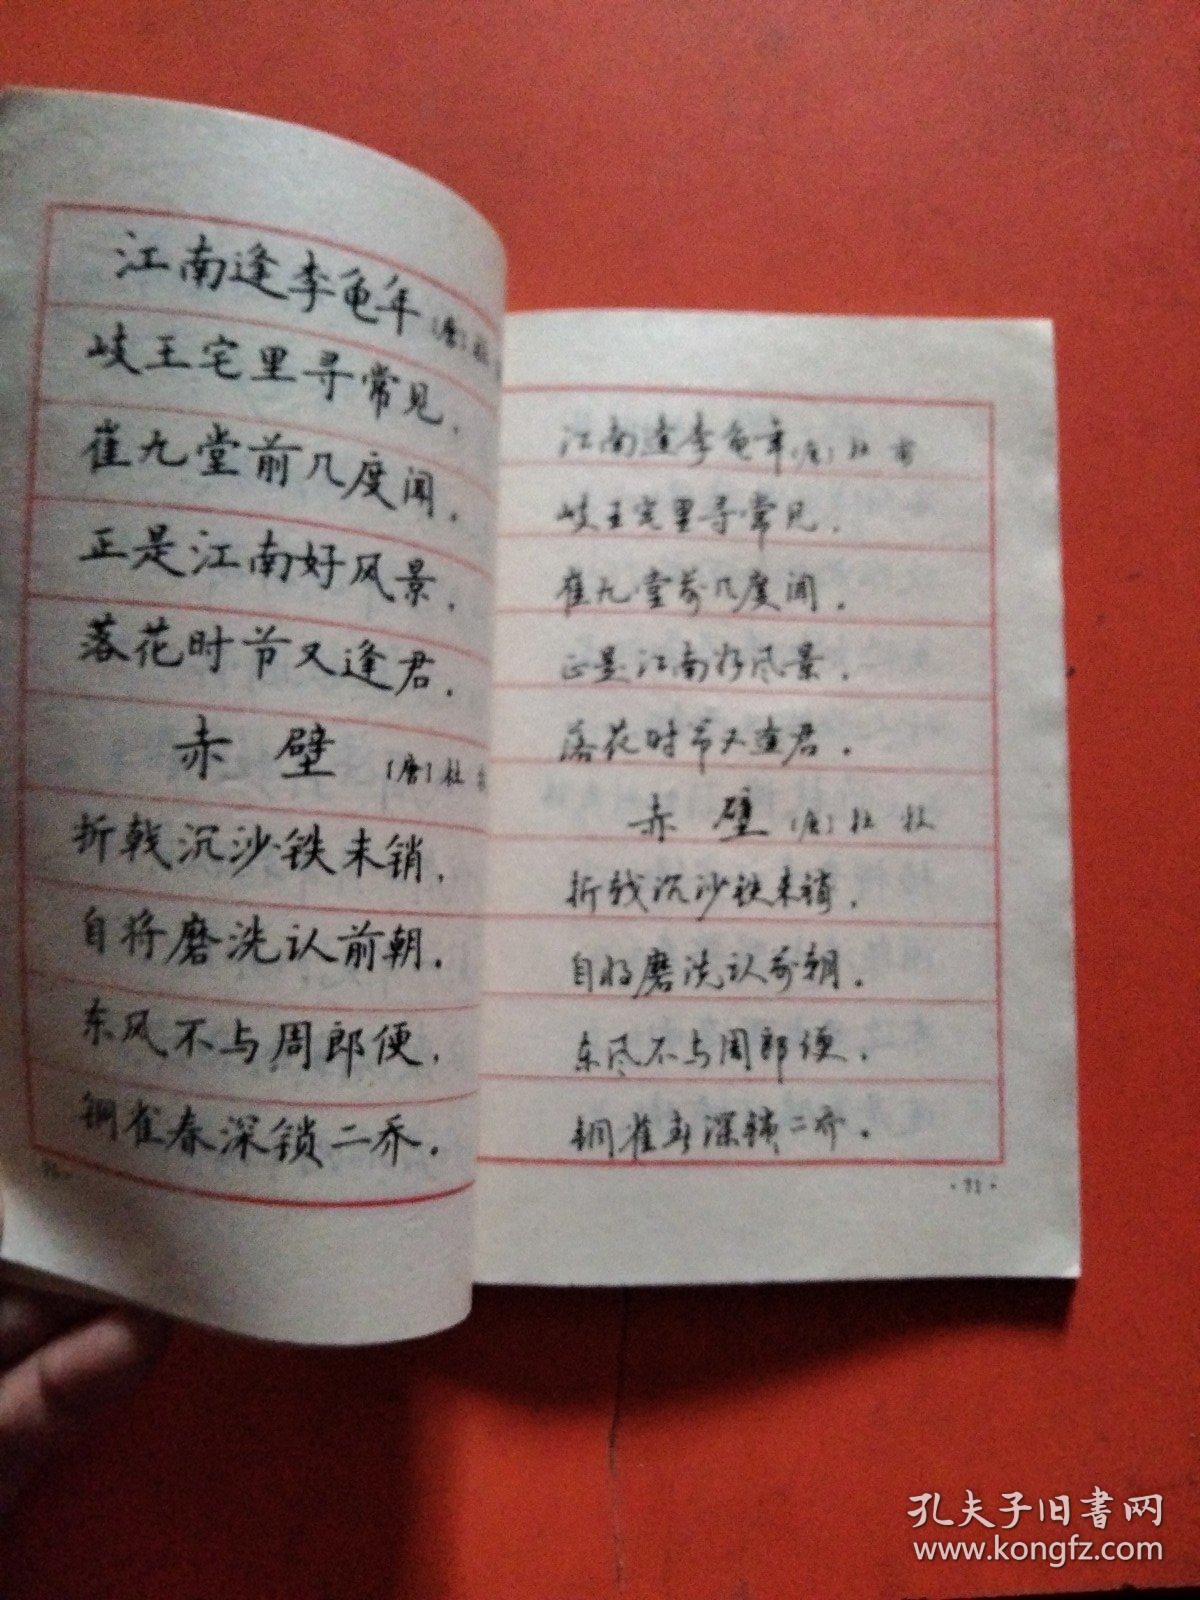 江南逢李龟年〔唐〕杜
岐王宅里寻常见,
崔九堂前几度闻。
正是江南好风景,
落花时节又逢君。
赤 壁 〔唐〕杜
折戟沉沙铁未销,
自将磨洗认前朝。
东风不与周郎便,
铜雀春深锁二乔。
江南逢李龟年〔唐〕杜 甫
岐王宅里寻常见,
崔九堂前几度闻。
正是江南好风景,
落花时节又逢君。
赤 壁〔唐〕杜 牧
折戟沉沙铁未销,
自将磨洗认前朝。
东风不与周郎便,
铜雀春深锁二乔。
孔夫子旧书网
www.kongfz.com